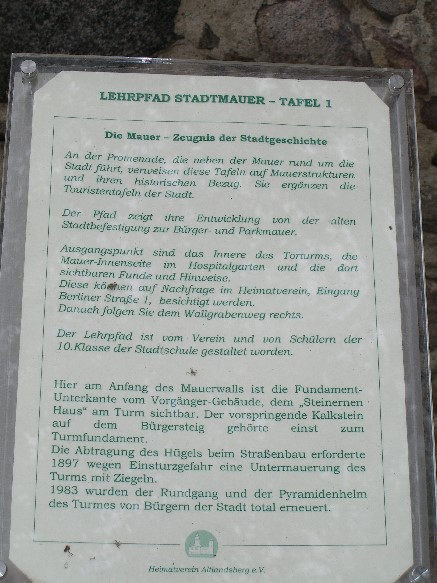 LEHRPFAD STADTMAUER – TAFEL 1
Die Mauer – Zeugnis der Stadtgeschichte
An der Promenade, die neben der Mauer rund um die
Stadt führt, verweisen diese Tafeln auf Mauerstrukturen
und ihren historischen Bezug. Sie ergänzen die
Touristentafeln der Stadt.
Der Pfad zeigt ihre Entwicklung von der alten
Stadtbefestigung zur Bürger- und Parkmauer.
Ausgangspunkt sind das Innere des Torturms, die
Mauer-Innenseite im Hospitalgarten und die dort
sichtbaren Funde und Hinweise.
Diese können auf Nachfrage im Heimatverein, Eingang
Berliner Straße 1, besichtigt werden.
Danach folgen Sie dem Wallgrabenweg rechts.
Der Lehrpfad ist vom Verein und von Schülern der
10.Klasse der Stadtschule gestaltet worden.
Hier am Anfang des Mauerwalls ist die Fundament-
Unterkante vom Vorgänger-Gebäude, dem „Steinernen
Haus“ am Turm sichtbar. Der vorspringende Kalkstein
auf dem Bürgersteig gehörte einst zum
Turmfundament.
Die Abtragung des Hügels beim Straßenbau erforderte
1897 wegen Einsturzgefahr eine Untermauerung des
Turms mit Ziegeln.
1983 wurden der Rundgang und der Pyramidenhelm
des Turmes von Bürgern der Stadt total erneuert.
Heimatverein Altlandsberg e.V.